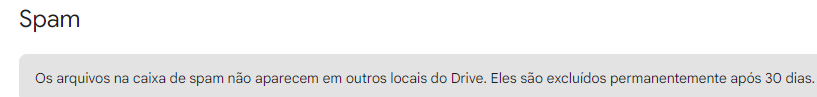 Spam
Os arquivos na caixa de spam não aparecem em outros locais do Drive. Eles são excluídos permanentemente após 30 dias.